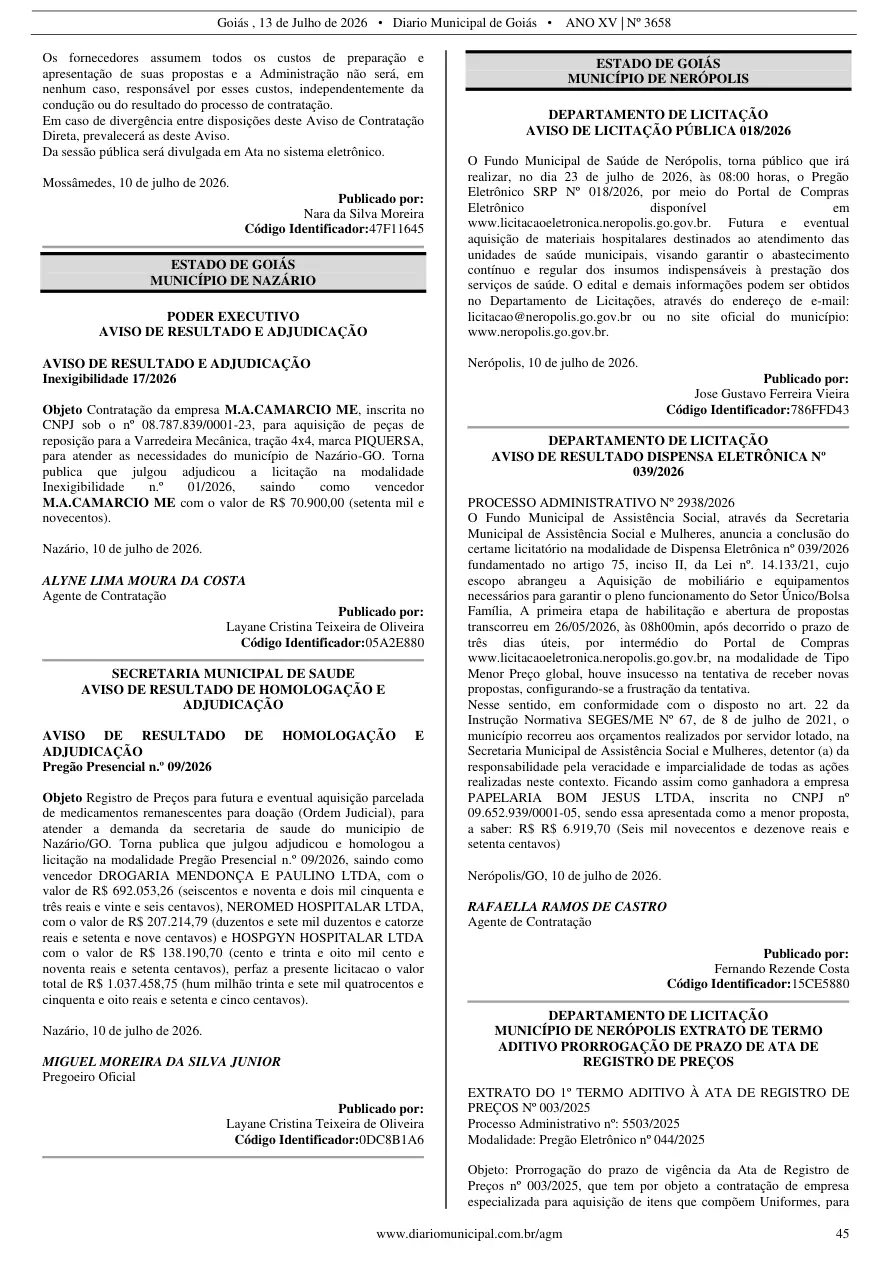 Goiás , 13 de Julho de 2026 • Diario Municipal de Goiás • ANO XV | Nº 3658
Os fornecedores assumem todos os custos de preparação e
apresentação de suas propostas e a Administração não será, em
nenhum caso, responsável por esses custos, independentemente da
condução ou do resultado do processo de contratação.
Em caso de divergência entre disposições deste Aviso de Contratação
Direta, prevalecerá as deste Aviso.
Da sessão pública será divulgada em Ata no sistema eletrônico.
Mossâmedes, 10 de julho de 2026.
Publicado por:
Nara da Silva Moreira
Código Identificador:47F11645
ESTADO DE GOIÁS
MUNICÍPIO DE NAZÁRIO
PODER EXECUTIVO
AVISO DE RESULTADO E ADJUDICAÇÃO
AVISO DE RESULTADO E ADJUDICAÇÃO
Inexigibilidade 17/2026
Objeto Contratação da empresa M.A.CAMARCIO ME, inscrita no
CNPJ sob o nº 08.787.839/0001-23, para aquisição de peças de
reposição para a Varredeira Mecânica, tração 4x4, marca PIQUERSA,
para atender as necesidades do município de Nazário-GO. Torna
publica que julgou adjudicou a licitação na modalidade
Inexigibilidade n.º 01/2026, saindo como vencedor
M.A.CAMARCIO ME com o valor de R$ 70.900,00 (setenta mil e
novecentos).
Nazário, 10 de julho de 2026.
ALYNE LIMA MOURA DA COSTA
Agente de Contratação
Publicado por:
Layane Cristina Teixeira de Oliveira
Código Identificador:05A2E880
SECRETARIA MUNICIPAL DE SAUDE
AVISO DE RESULTADO DE HOMOLOGAÇÃO E
ADJUDICAÇÃO
AVISO DE RESULTADO DE HOMOLOGAÇÃO E
ADJUDICAÇÃO
Pregão Presencial n.º 09/2026
Objeto Registro de Preços para futura e eventual aquisição parcelada
de medicamentos remanescentes para doação (Ordem Judicial), para
atender a demanda da secretaria de saude do municipio de
Nazário/GO. Torna publica que julgou adjudicou e homologou a
licitação na modalidade Pregão Presencial n.º 09/2026, saindo como
vencedor DROGARIA MENDONÇA E PAULINO LTDA, com o
valor de R$ 692.053,26 (seiscentos e noventa e dois mil cinquenta e
três reais e vinte e seis centavos), NEROMED HOSPITALAR LTDA,
com o valor de R$ 207.214,79 (duzentos e sete mil duzentos e catorze
reais e setenta e nove centavos) e HOSPGYN HOSPITALAR LTDA
com o valor de R$ 138.190,70 (cento e trinta e oito mil cento e
noventa reais e setenta centavos), perfaz a presente licitacao o valor
total de R$ 1.037.458,75 (hum milhão trinta e sete mil quatrocentos e
cinquenta e oito reais e setenta e cinco centavos).
Nazário, 10 de julho de 2026.
MIGUEL MOREIRA DA SILVA JUNIOR
Pregoeiro Oficial
Publicado por:
Layane Cristina Teixeira de Oliveira
Código Identificador:0DC8B1A6
ESTADO DE GOIÁS
MUNICÍPIO DE NERÓPOLIS
DEPARTAMENTO DE LICITAÇÃO
AVISO DE LICITAÇÃO PÚBLICA 018/2026
O Fundo Municipal de Saúde de Nerópolis, torna público que irá
realizar, no dia 23 de julho de 2026, às 08:00 horas, o Pregão
Eletrônico SRP Nº 018/2026, por meio do Portal de Compras
Eletrônico disponível em
www.licitacaoeletronica.neropolis.go.gov.br. Futura e eventual
aquisição de materiais hospitalares destinados ao atendimento das
unidades de saúde municipais, visando garantir o abastecimento
contínuo e regular dos insumos indispensáveis à prestação dos
serviços de saúde. O edital e demais informações podem ser obtidos
no Departamento de Licitações, através do endereço de e-mail:
licitacao@neropolis.go.gov.br ou no site oficial do município:
www.neropolis.go.gov.br.
Nerópolis, 10 de julho de 2026.
Publicado por:
Jose Gustavo Ferreira Vieira
Código Identificador:786FFD43
DEPARTAMENTO DE LICITAÇÃO
AVISO DE RESULTADO DISPENSA ELETRÔNICA Nº
039/2026
PROCESSO ADMINISTRATIVO Nº 2938/2026
O Fundo Municipal de Assistência Social, através da Secretaria
Municipal de Assistência Social e Mulheres, anuncia a conclusão do
certame licitatório na modalidade de Dispensa Eletrônica nº 039/2026
fundamentado no artigo 75, inciso II, da Lei nº. 14.133/21, cujo
escopo abrangeu a Aquisição de mobiliário e equipamentos
necessários para garantir o pleno funcionamento do Setor Único/Bolsa
Família, A primeira etapa de habilitação e abertura de propostas
transcorreu em 26/05/2026, às 08h00min, após decorrido o prazo de
três dias úteis, por intermédio do Portal de Compras
www.licitacaoeletronica.neropolis.go.gov.br, na modalidade de Tipo
Menor Preço global, houve insucesso na tentativa de receber novas
propostas, configurando-se a frustração da tentativa.
Nesse sentido, em conformidade com o disposto no art. 22 da
Instrução Normativa SEGES/ME Nº 67, de 8 de julho de 2021, o
município recorreu aos orçamentos realizados por servidor lotado, na
Secretaria Municipal de Assistência Social e Mulheres, detentor (a) da
responsabilidade pela veracidade e imparcialidade de todas as ações
realizadas neste contexto. Ficando assim como ganhadora a empresa
PAPELARIA BOM JESUS LTDA, inscrita no CNPJ nº
09.652.939/0001-05, sendo essa apresentada como a menor proposta,
a saber: R$ R$ 6.919,70 (Seis mil novecentos e dezenove reais e
setenta centavos)
Nerópolis/GO, 10 de julho de 2026.
RAFAELLA RAMOS DE CASTRO
Agente de Contratação
Publicado por:
Fernando Rezende Costa
Código Identificador:15CE5880
DEPARTAMENTO DE LICITAÇÃO
MUNICÍPIO DE NERÓPOLIS EXTRATO DE TERMO
ADITIVO PRORROGAÇÃO DE PRAZO DE ATA DE
REGISTRO DE PREÇOS
EXTRATO DO 1º TERMO ADITIVO À ATA DE REGISTRO DE
PREÇOS Nº 003/2025
Processo Administrativo nº: 5503/2025
Modalidade: Pregão Eletrônico nº 044/2025
Objeto: Prorrogação do prazo de vigência da Ata de Registro de
Preços nº 003/2025, que tem por objeto a contratação de empresa
especializada para aquisição de itens que compõem Uniformes, para
www.diariomunicipal.com.br/agm 45